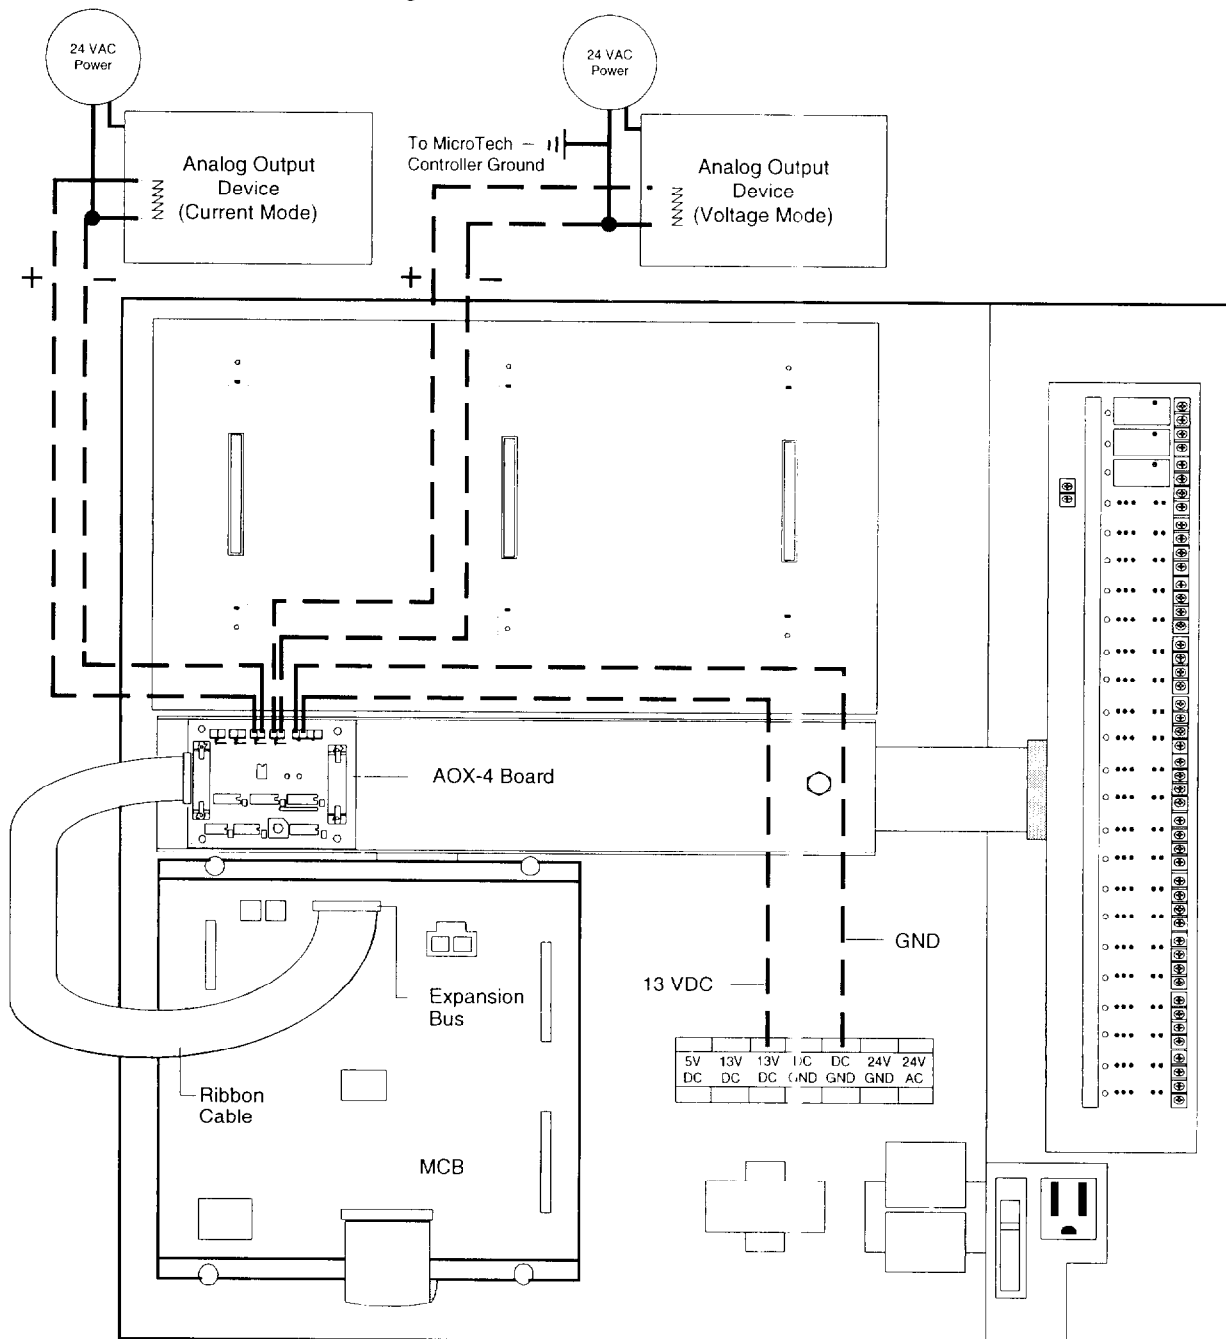 24 VAC
Power
24 VAC
Power
Analog Output
Device
(Current Mode)
To MicroTech
Controller Ground
Analog Output
Device
(Voltage Mode)
+ −
+ −
AOX-4 Board
GND
13 VDC
Expansion
Bus
5V DC
13V DC
13V DC
DC GND
DC GND
24V GND
24V AC
Ribbon
Cable
MCB